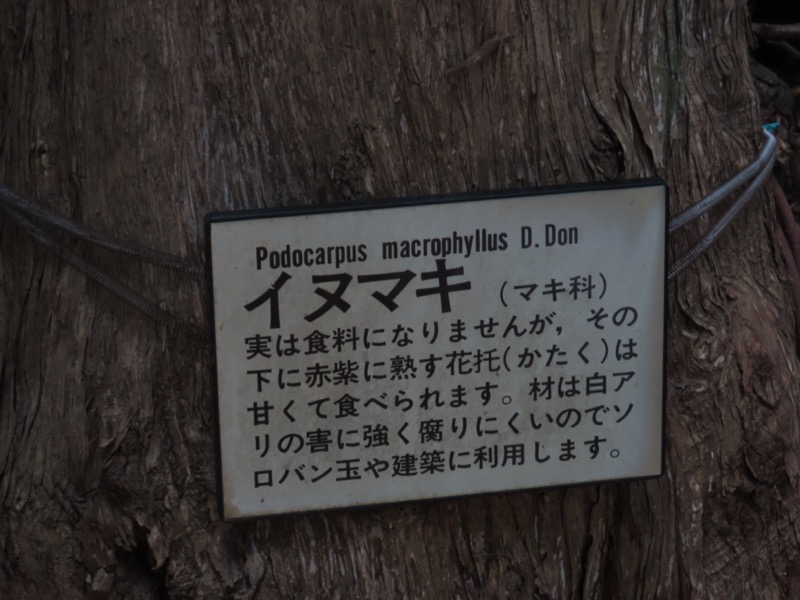 Podocarpus macrophyllus D. Don
イヌマキ (マキ科)
実は食料になりませんが, その
下に赤紫に熟す花托(かたく)は
甘くて食べられます。材は白ア
リの害に強く腐りにくいのでソ
ロバン玉や建築に利用します。